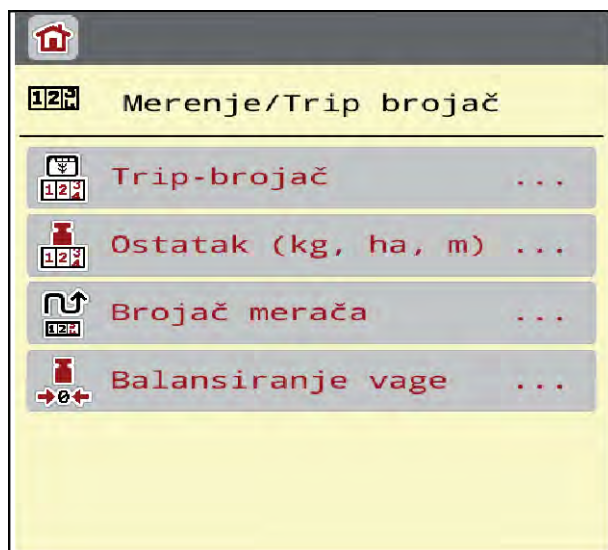 Merenje/Trip brojač
Trip-brojač ...
Ostatak (kg, ha, m) ...
Brojač merača ...
Balansiranje vage ...